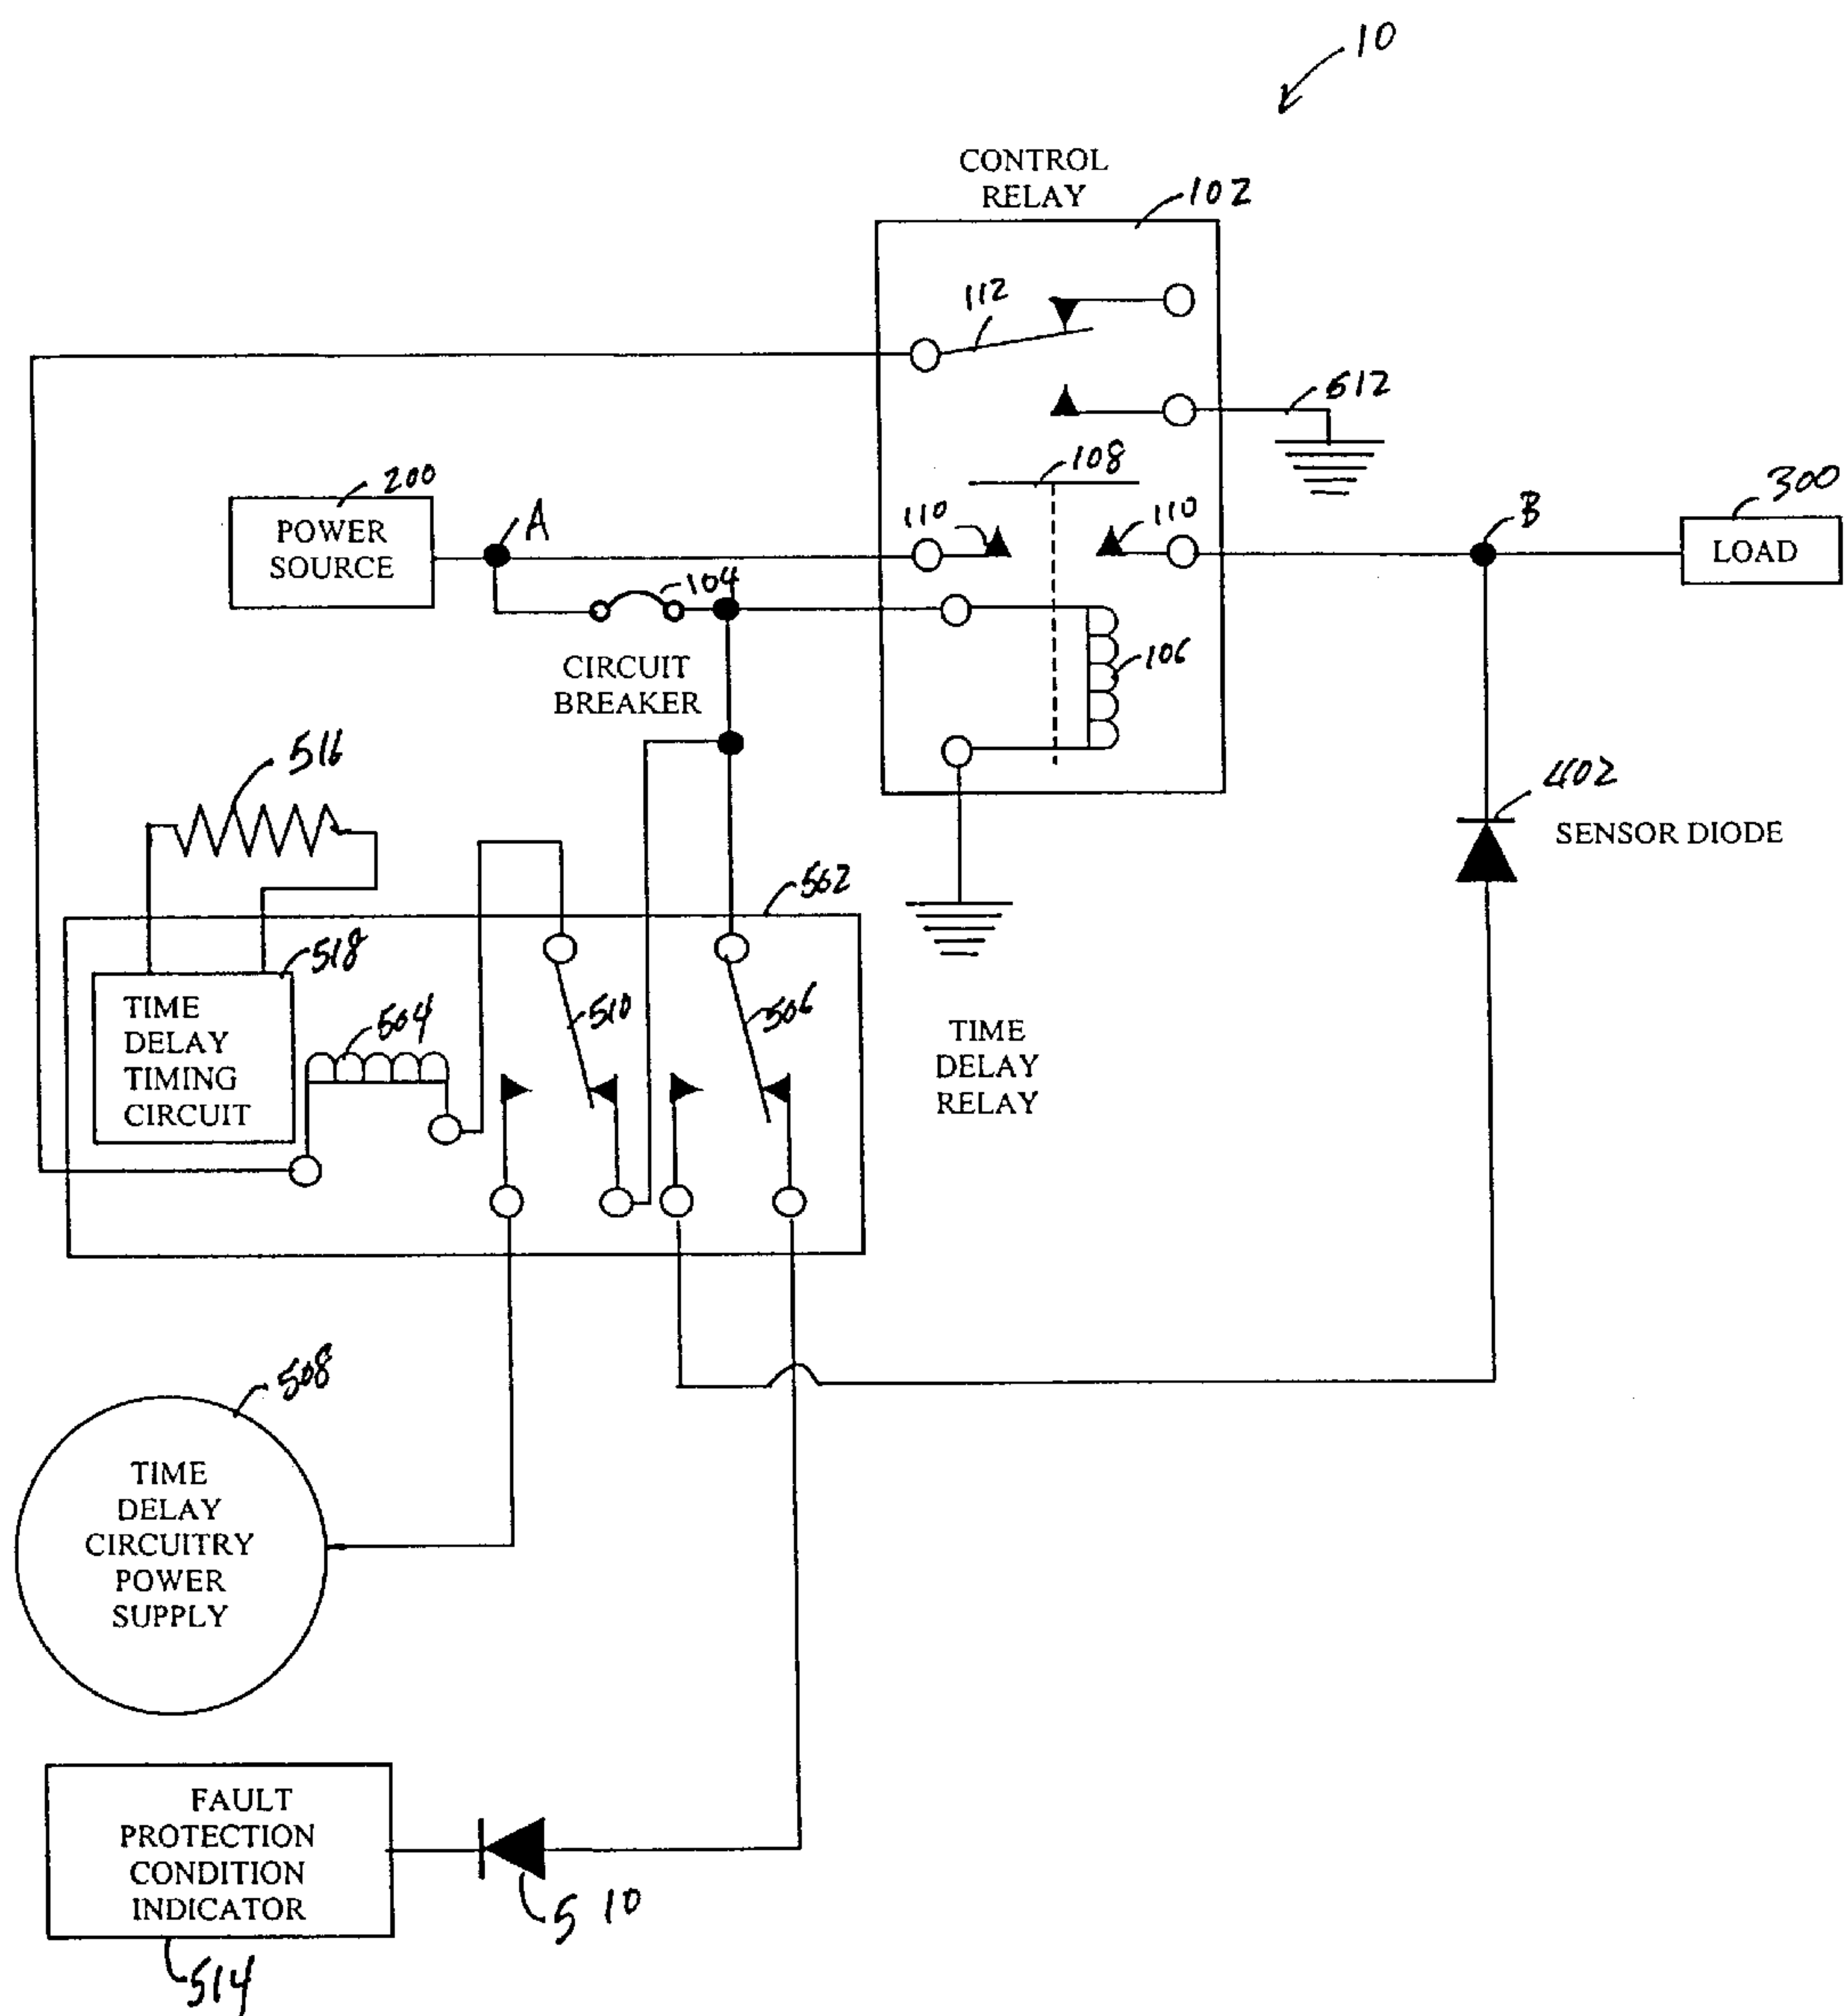 10
CONTROL
RELAY
102
112
512
108
200
POWER
SOURCE
A
110
110
B
300
LOAD
104
CIRCUIT
BREAKER
106
516
402
SENSOR DIODE
502
518
TIME
DELAY
TIMING
CIRCUIT
504
510
506
TIME
DELAY
RELAY
508
TIME
DELAY
CIRCUITRY
POWER
SUPPLY
FAULT
PROTECTION
CONDITION
INDICATOR
510
514